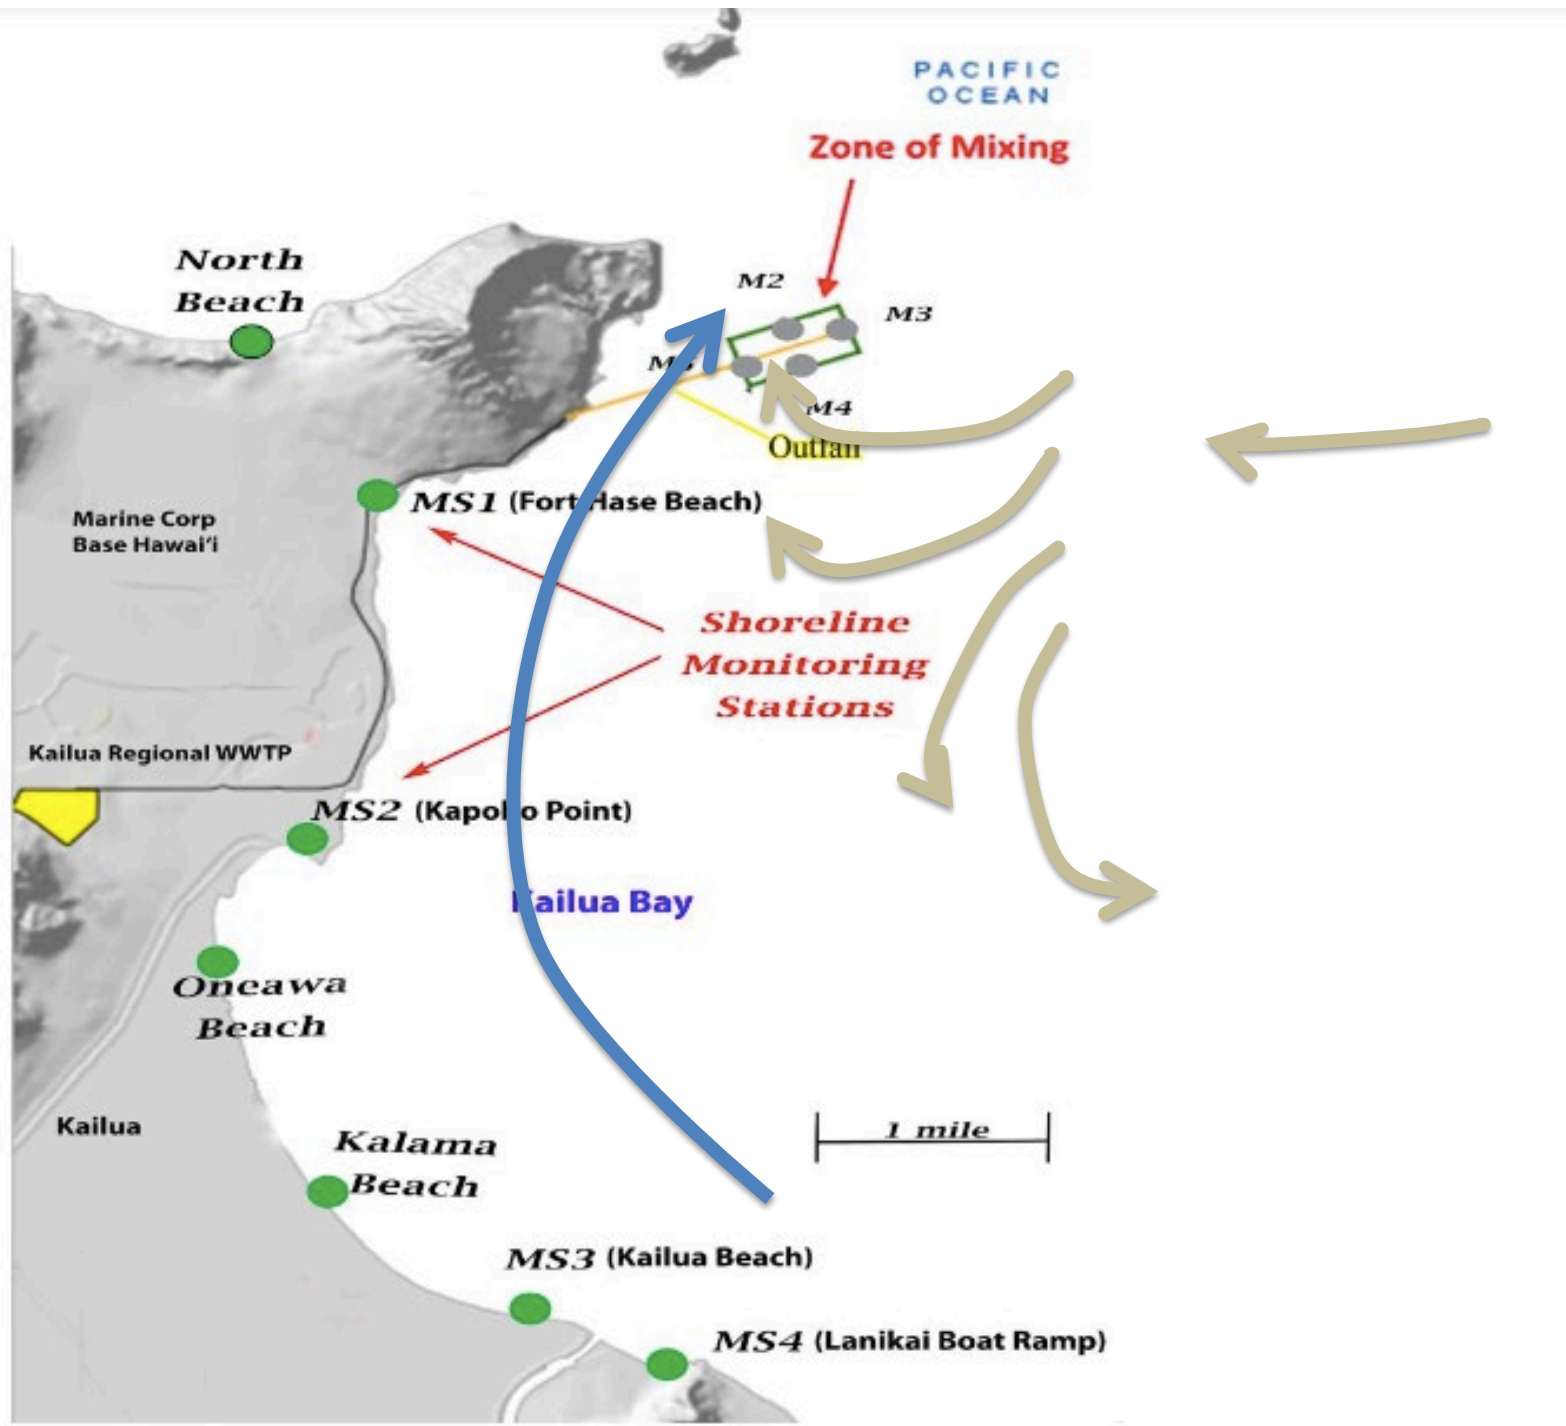 PACIFIC
OCEAN
Zone of Mixing
North
Beach
M2
M3
M4
Outfall
MS1 (Fort Hase Beach)
Marine Corp
Base Hawai'i
Shoreline
Monitoring
Stations
Kailua Regional WWTP
MS2 (Kapoho Point)
Kailua Bay
Oneawa
Beach
Kailua
1 mile
Kalama
Beach
MS3 (Kailua Beach)
MS4 (Lanikai Boat Ramp)